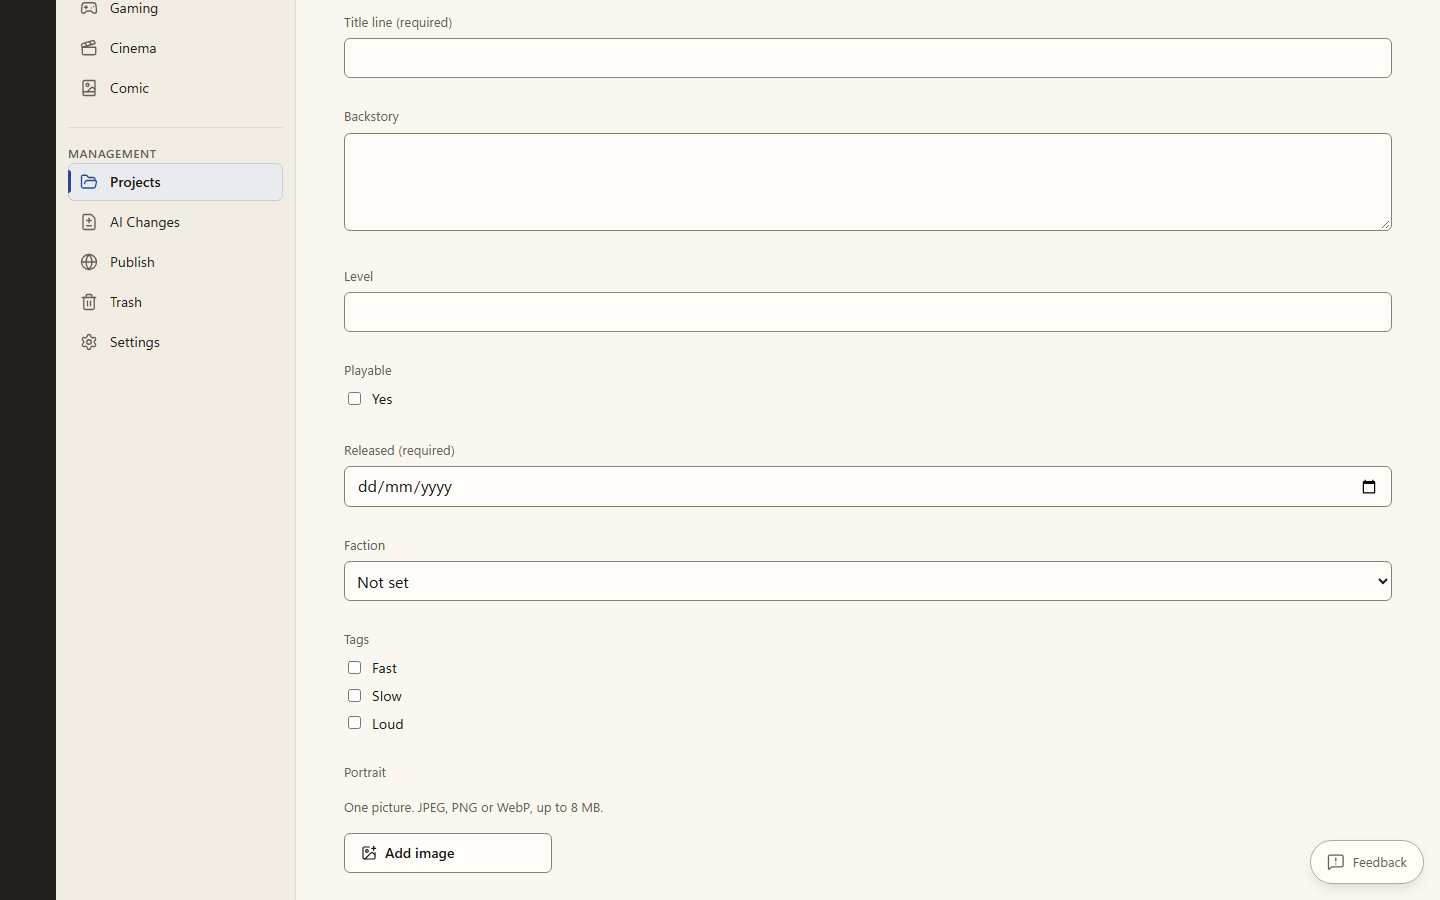 Gaming
Cinema
Comic
MANAGEMENT
Projects
AI Changes
Publish
Trash
Settings
Title line (required)
Backstory
Level
Playable
Yes
Released (required)
dd/mm/yyyy
Faction
Not set
Tags
Fast
Slow
Loud
Portrait
One picture. JPEG, PNG or WebP, up to 8 MB.
Add image
Feedback